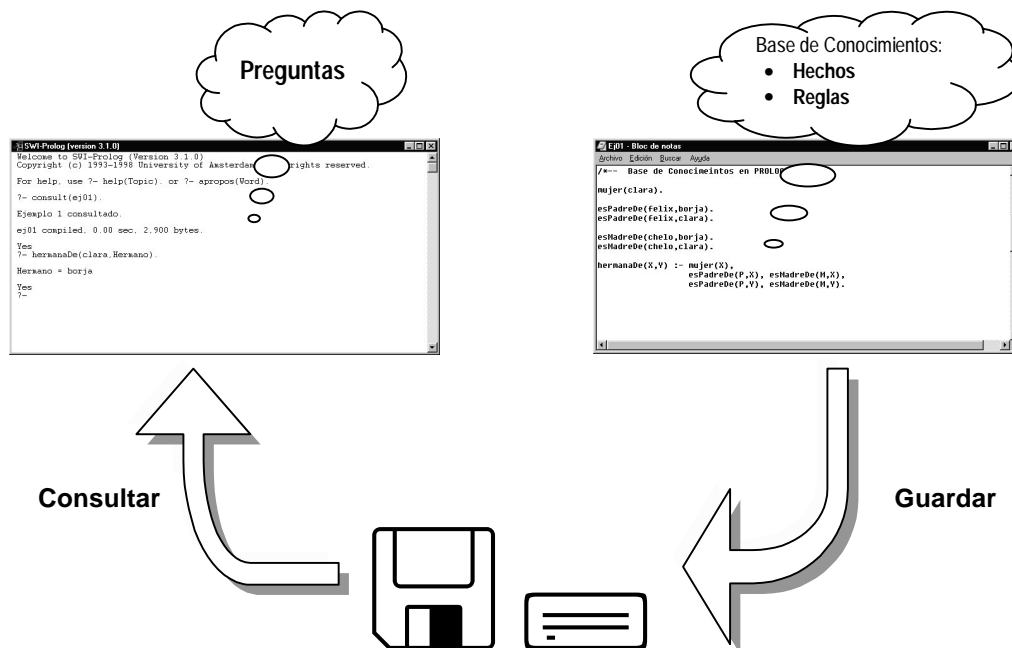 Preguntas
Base de Conocimientos:
• Hechos
• Reglas
SWI-Prolog (version 3.1.0)
Welcome to SWI-Prolog (Version 3.1.0)
Copyright (c) 1993-1998 University of Amsterdam rights reserved.
For help, use ?- help(Topic). or ?- apropos(Word).
?- consult(ej01).
Ejemplo 1 consultado.
ej01 compiled, 0.00 sec, 2,900 bytes.
Yes
?- hermanaDe(clara,Hermano).
Hermano = borja
Yes
?-
Ej01 - Bloc de notas
Archivo Edición Buscar Ayuda
/*-- Base de Conocimeintos en PROLOG
mujer(clara).
esPadreDe(felix,borja).
esPadreDe(felix,clara).
esMadreDe(chelo,borja).
esMadreDe(chelo,clara).
hermanaDe(X,Y) :- mujer(X),
esPadreDe(P,X), esMadreDe(M,X),
esPadreDe(P,Y), esMadreDe(M,Y).
Consultar
Guardar